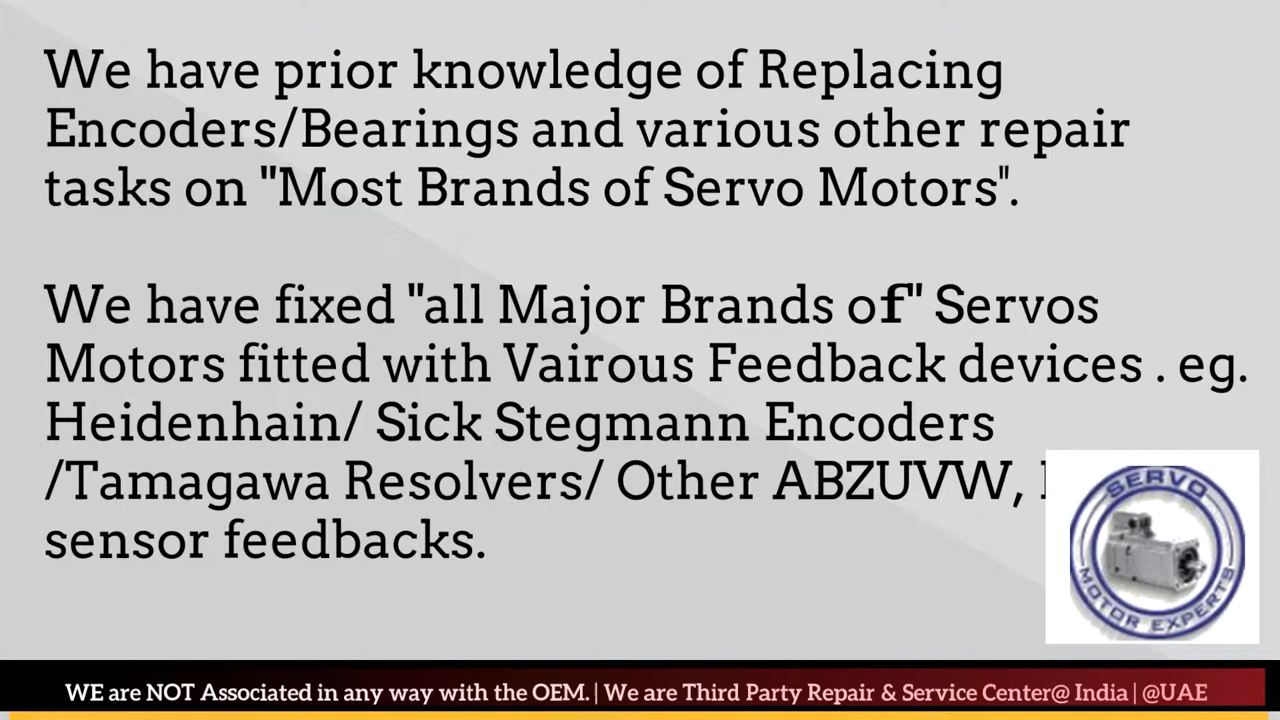 We have prior knowledge of Replacing
Encoders/Bearings and various other repair
tasks on "Most Brands of Servo Motors".
We have fixed "all Major Brands of" Servos
Motors fitted with Vairous Feedback devices . eg.
Heidenhain/ Sick Stegmann Encoders
/Tamagawa Resolvers/ Other ABZUVW,
sensor feedbacks.
SERVO
MOTOR EXPERTS
WE are NOT Associated in any way with the OEM. | We are Third Party Repair & Service Center@ India | @UAE